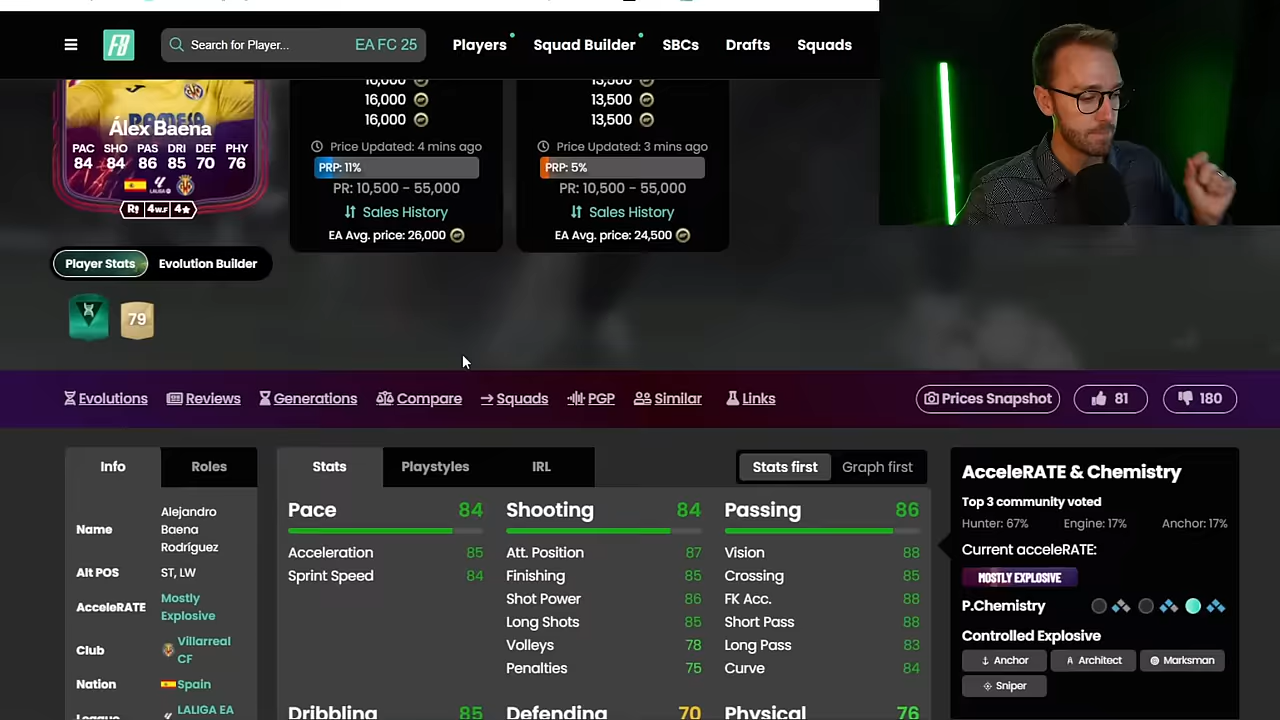 F8
Search for Player...
EA FC 25
Players
Squad Builder
SBCs
Drafts
Squads
Álex Baena
PAC SHO PAS DRI DEF PHY
84 84 86 85 70 76
4W.F
4★
16,000
16,000
16,000
Price Updated: 4 mins ago
PRP: 11%
PR: 10,500 - 55,000
Sales History
EA Avg. price: 26,000
13,500
13,500
13,500
Price Updated: 3 mins ago
PRP: 5%
PR: 10,500 - 55,000
Sales History
EA Avg. price: 24,500
Player Stats
Evolution Builder
79
Evolutions
Reviews
Generations
Compare
Squads
PGP
Similar
Links
Prices Snapshot
81
180
Info
Roles
Name
Alejandro
Baena
Rodríguez
Alt POS
ST, LW
AcceleRATE
Mostly
Explosive
Club
Villarreal
CF
Nation
Spain
League
LALIGA EA
Stats
Playstyles
IRL
Stats first
Graph first
Pace 84
Acceleration 85
Sprint Speed 84
Shooting 84
Att. Position 87
Finishing 85
Shot Power 86
Long Shots 85
Volleys 78
Penalties 75
Passing 86
Vision 88
Crossing 85
FK Acc. 88
Short Pass 88
Long Pass 83
Curve 84
Dribbling 85
Defending 70
Physical 76
AcceleRATE & Chemistry
Top 3 community voted
Hunter: 67%
Engine: 17%
Anchor: 17%
Current acceleRATE:
MOSTLY EXPLOSIVE
P.Chemistry
Controlled Explosive
Anchor
Architect
Marksman
Sniper